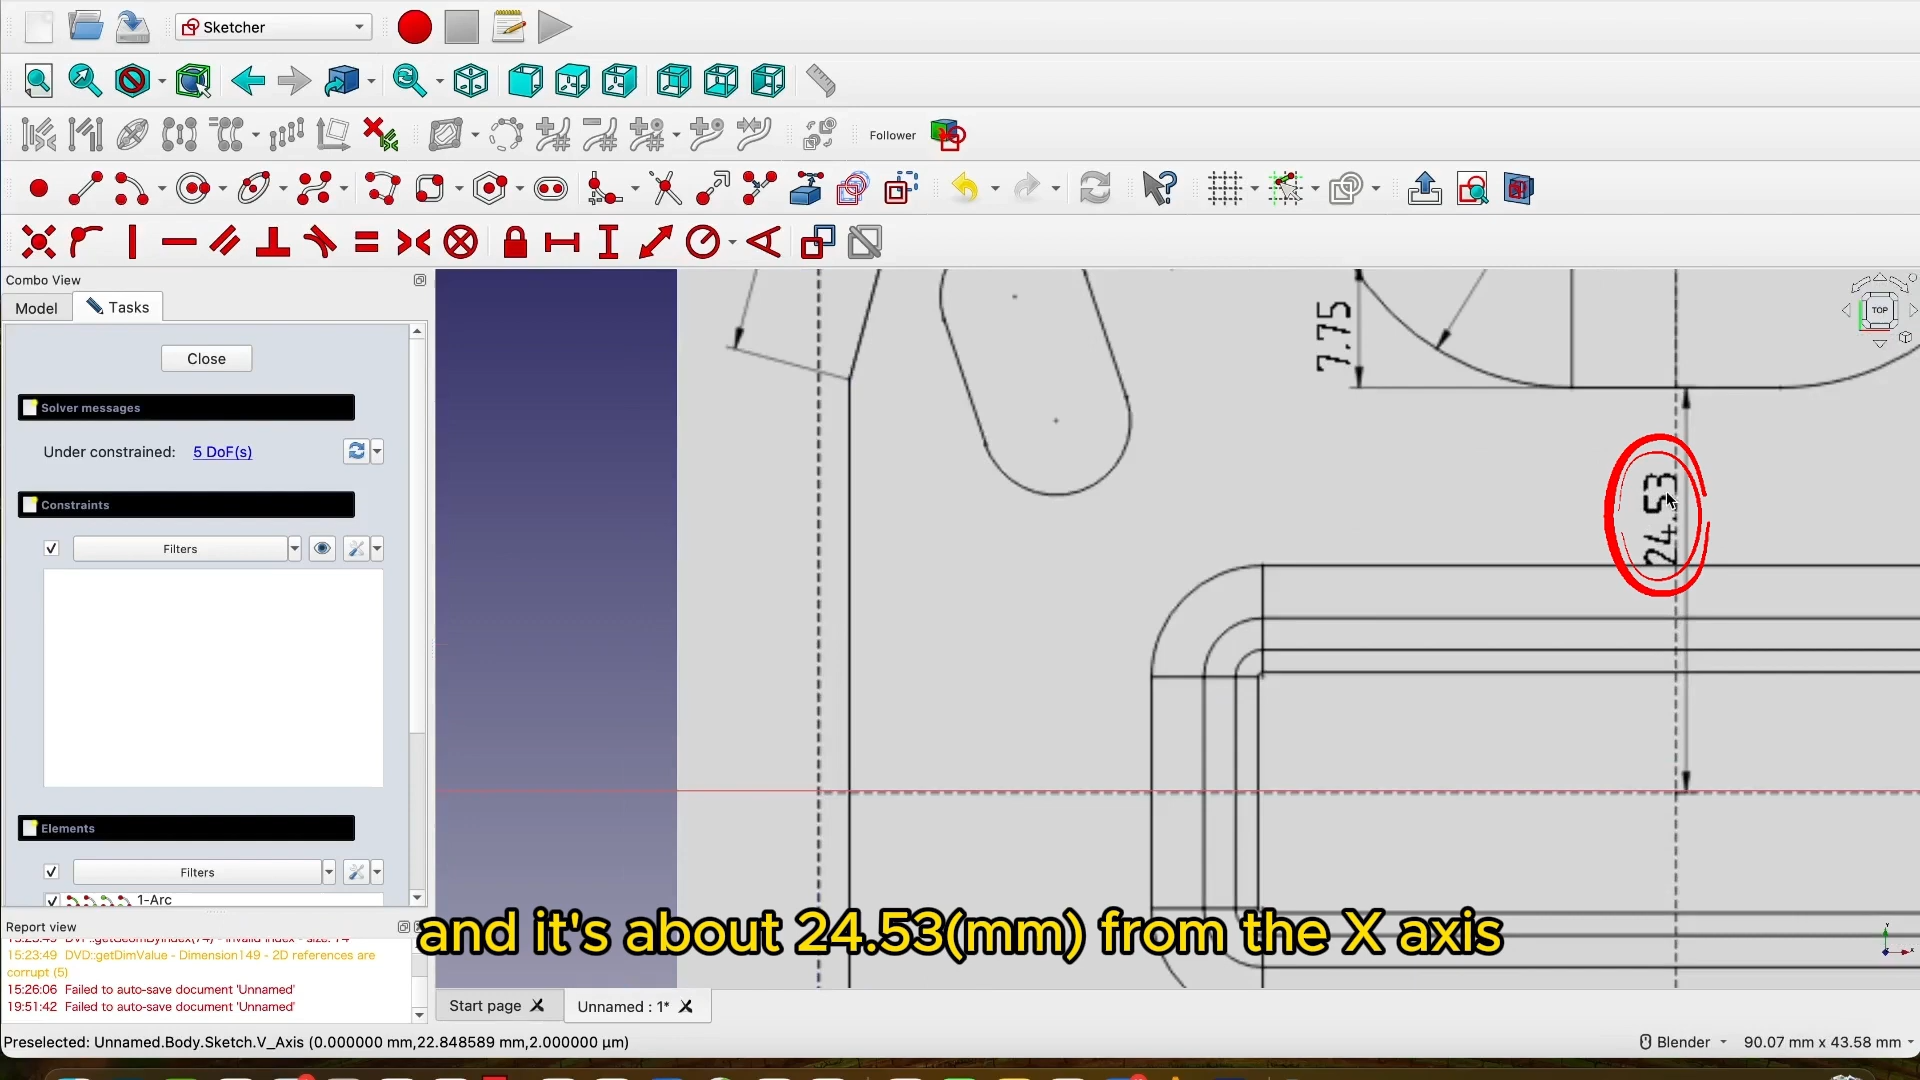 Sketcher
Follower
Combo View
Model
Tasks
Close
Solver messages
Under constrained: 5 DoF(s)
Constraints
Filters
Elements
Filters
1-Arc
Report view
15:23:49 DVD::getDimValue - Dimension149 - 2D references are
corrupt (5)
15:26:06 Failed to auto-save document 'Unnamed'
19:51:42 Failed to auto-save document 'Unnamed'
7.75
TOP
24.53
and it's about 24.53(mm) from the X axis
Start page
Unnamed : 1*
Preselected: Unnamed.Body.Sketch.V_Axis (0.000000 mm,22.848589 mm,2.000000 µm)
Blender
90.07 mm x 43.58 mm